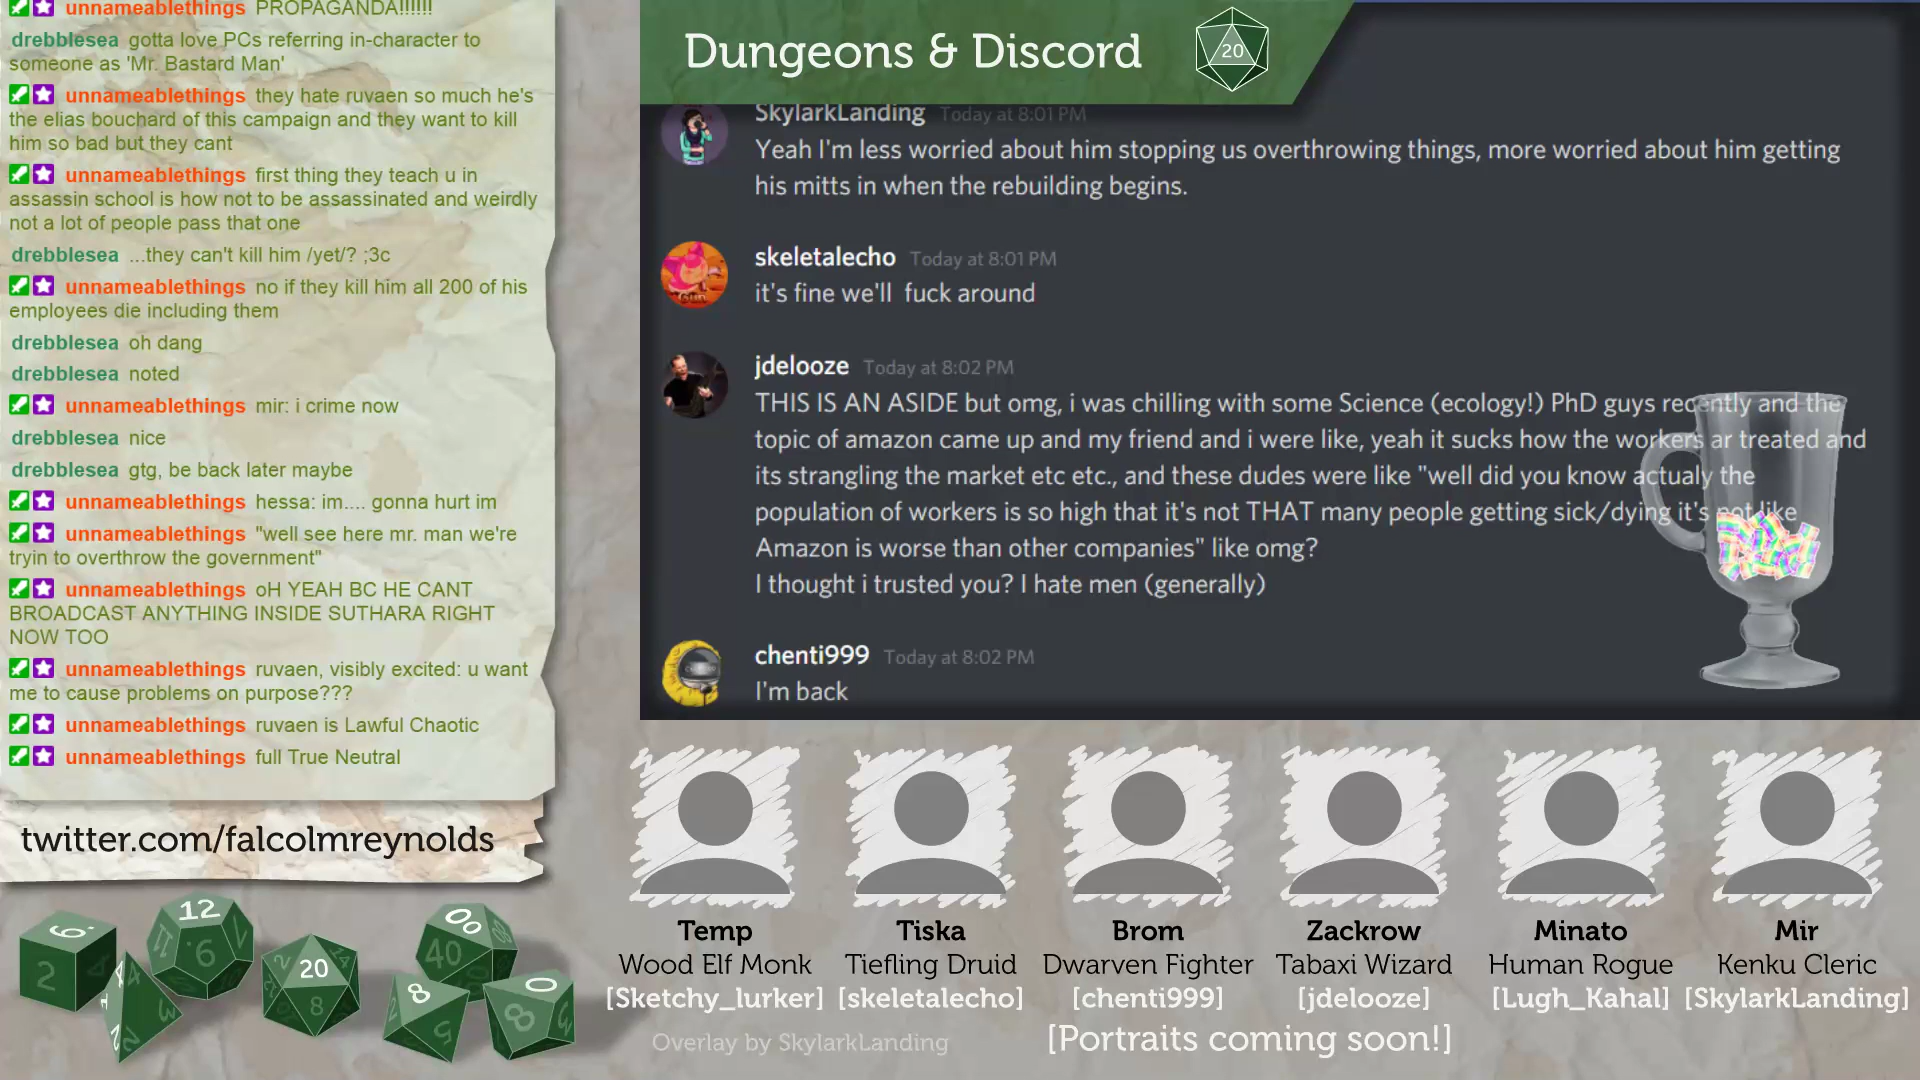 unnameablethings PROPAGANDA!!!!!!
drebblesea gotta love PCs referring in-character to
someone as 'Mr. Bastard Man'
unnameablethings they hate ruvaen so much he's
the elias bouchard of this campaign and they want to kill
him so bad but they cant
unnameablethings first thing they teach u in
assassin school is how not to be assassinated and weirdly
not a lot of people pass that one
drebblesea ...they can't kill him /yet/? ;3c
unnameablethings no if they kill him all 200 of his
employees die including them
drebblesea oh dang
drebblesea noted
unnameablethings mir: i crime now
drebblesea nice
drebblesea gtg, be back later maybe
unnameablethings hessa: im.... gonna hurt im
unnameablethings "well see here mr. man we're
tryin to overthrow the government"
unnameablethings oH YEAH BC HE CANT
BROADCAST ANYTHING INSIDE SUTHARA RIGHT
NOW TOO
unnameablethings ruvaen, visibly excited: u want
me to cause problems on purpose???
unnameablethings ruvaen is Lawful Chaotic
unnameablethings full True Neutral
twitter.com/falcolmreynolds
Dungeons & Discord
20
SkylarkLanding Today at 8:01 PM
Yeah I'm less worried about him stopping us overthrowing things, more worried about him getting
his mitts in when the rebuilding begins.
skeletalecho Today at 8:01 PM
it's fine we'll fuck around
jdelooze Today at 8:02 PM
THIS IS AN ASIDE but omg, i was chilling with some Science (ecology!) PhD guys recently and the
topic of amazon came up and my friend and i were like, yeah it sucks how the workers ar treated and
its strangling the market etc etc., and these dudes were like "well did you know actualy the
population of workers is so high that it's not THAT many people getting sick/dying it's not like
Amazon is worse than other companies" like omg?
I thought i trusted you? I hate men (generally)
chenti999 Today at 8:02 PM
I'm back
Temp
Wood Elf Monk
[Sketchy_lurker]
Tiska
Tiefling Druid
[skeletalecho]
Brom
Dwarven Fighter
[chenti999]
Zackrow
Tabaxi Wizard
[jdelooze]
Minato
Human Rogue
[Lugh_Kahal]
Mir
Kenku Cleric
[SkylarkLanding]
Overlay by SkylarkLanding
[Portraits coming soon!]
6.
2
12
6
20
8
00
40
8
5
0
8